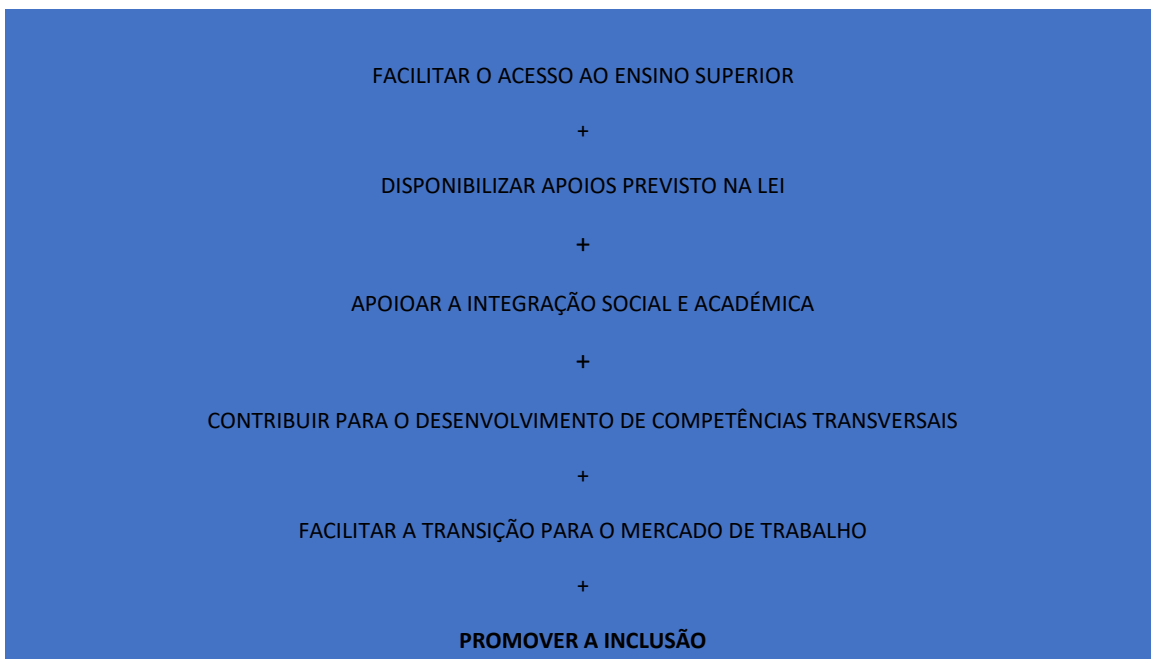 FACILITAR O ACESSO AO ENSINO SUPERIOR
+
DISPONIBILIZAR APOIOS PREVISTO NA LEI
+
APOIOAR A INTEGRAÇÃO SOCIAL E ACADÉMICA
+
CONTRIBUIR PARA O DESENVOLVIMENTO DE COMPETÊNCIAS TRANSVERSAIS
+
FACILITAR A TRANSIÇÃO PARA O MERCADO DE TRABALHO
+
PROMOVER A INCLUSÃO